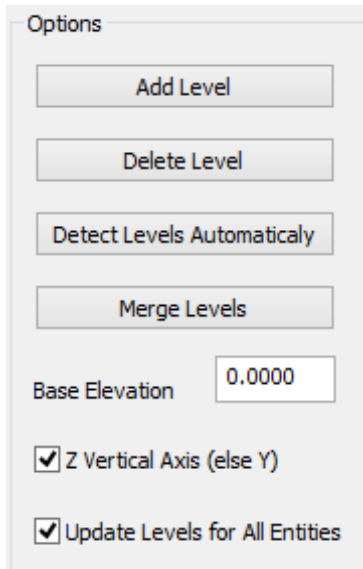 Options
Add Level
Delete Level
Detect Levels Automaticaly
Merge Levels
Base Elevation 0.0000
Z Vertical Axis (else Y)
Update Levels for All Entities